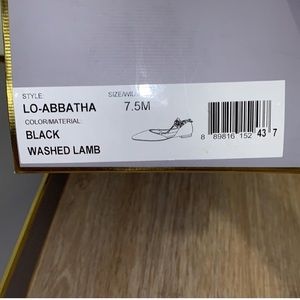 STYLE: SIZE/WI
LO-ABBATHA 7.5M
COLOR/MATERIAL:
BLACK
WASHED LAMB
8 89816 152 43 7